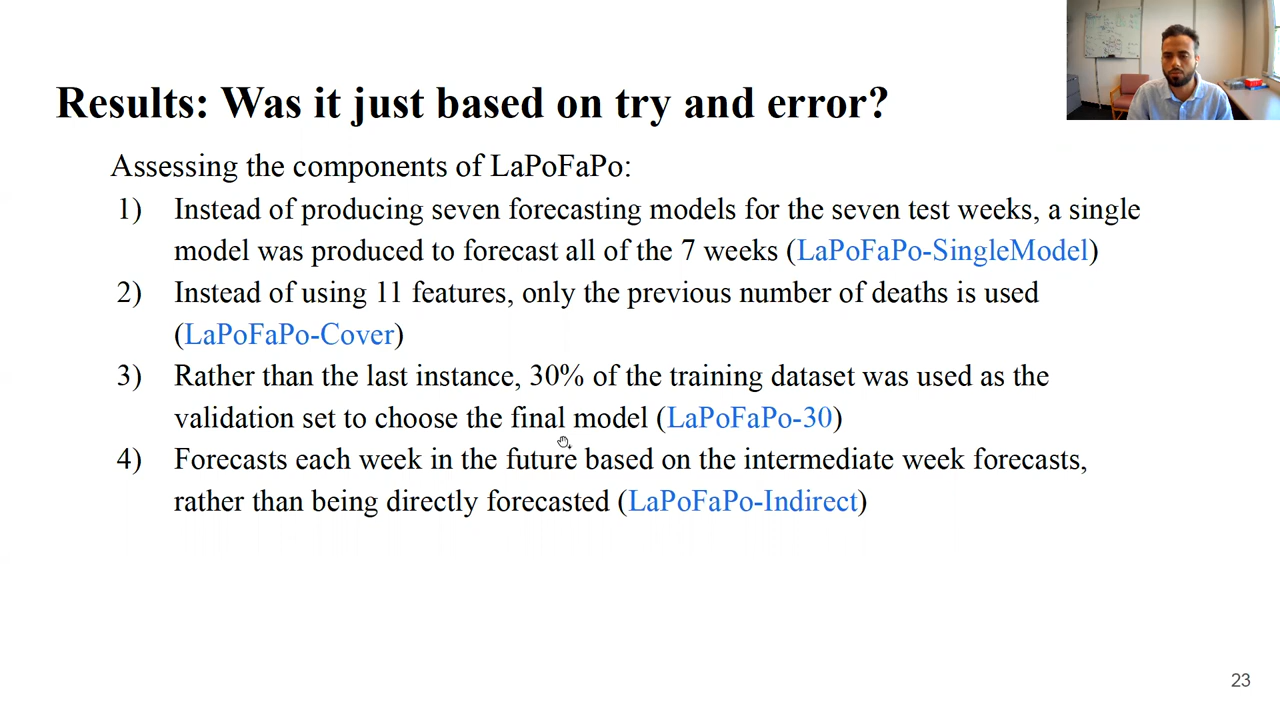 Results: Was it just based on try and error?
Assessing the components of LaPoFaPo:
1) Instead of producing seven forecasting models for the seven test weeks, a single
model was produced to forecast all of the 7 weeks (LaPoFaPo-SingleModel)
2) Instead of using 11 features, only the previous number of deaths is used
(LaPoFaPo-Cover)
3) Rather than the last instance, 30% of the training dataset was used as the
validation set to choose the final model (LaPoFaPo-30)
4) Forecasts each week in the future based on the intermediate week forecasts,
rather than being directly forecasted (LaPoFaPo-Indirect)
23